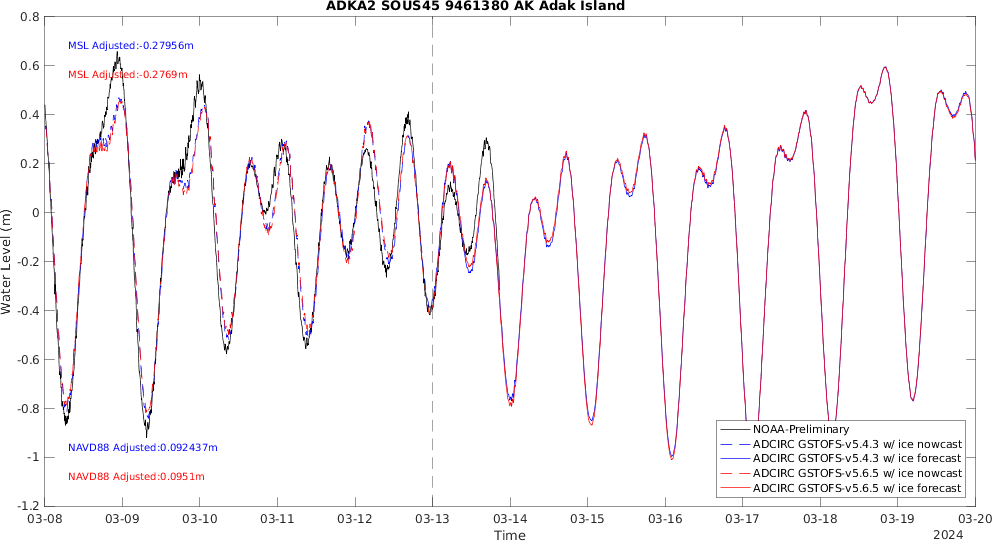 ADKA2 SOUS45 9461380 AK Adak Island
0.8
0.6
0.4
0.2
0
-0.2
-0.4
-0.6
-0.8
-1
-1.2
Water Level (m)
MSL Adjusted:-0.27956m
MSL Adjusted:-0.2769m
NAVD88 Adjusted:0.092437m
NAVD88 Adjusted:0.0951m
NOAA-Preliminary
ADCIRC GSTOFS-v5.4.3 w/ ice nowcast
ADCIRC GSTOFS-v5.4.3 w/ ice forecast
ADCIRC GSTOFS-v5.6.5 w/ ice nowcast
ADCIRC GSTOFS-v5.6.5 w/ ice forecast
03-08 03-09 03-10 03-11 03-12 03-13 03-14 03-15 03-16 03-17 03-18 03-19 03-20
Time
2024